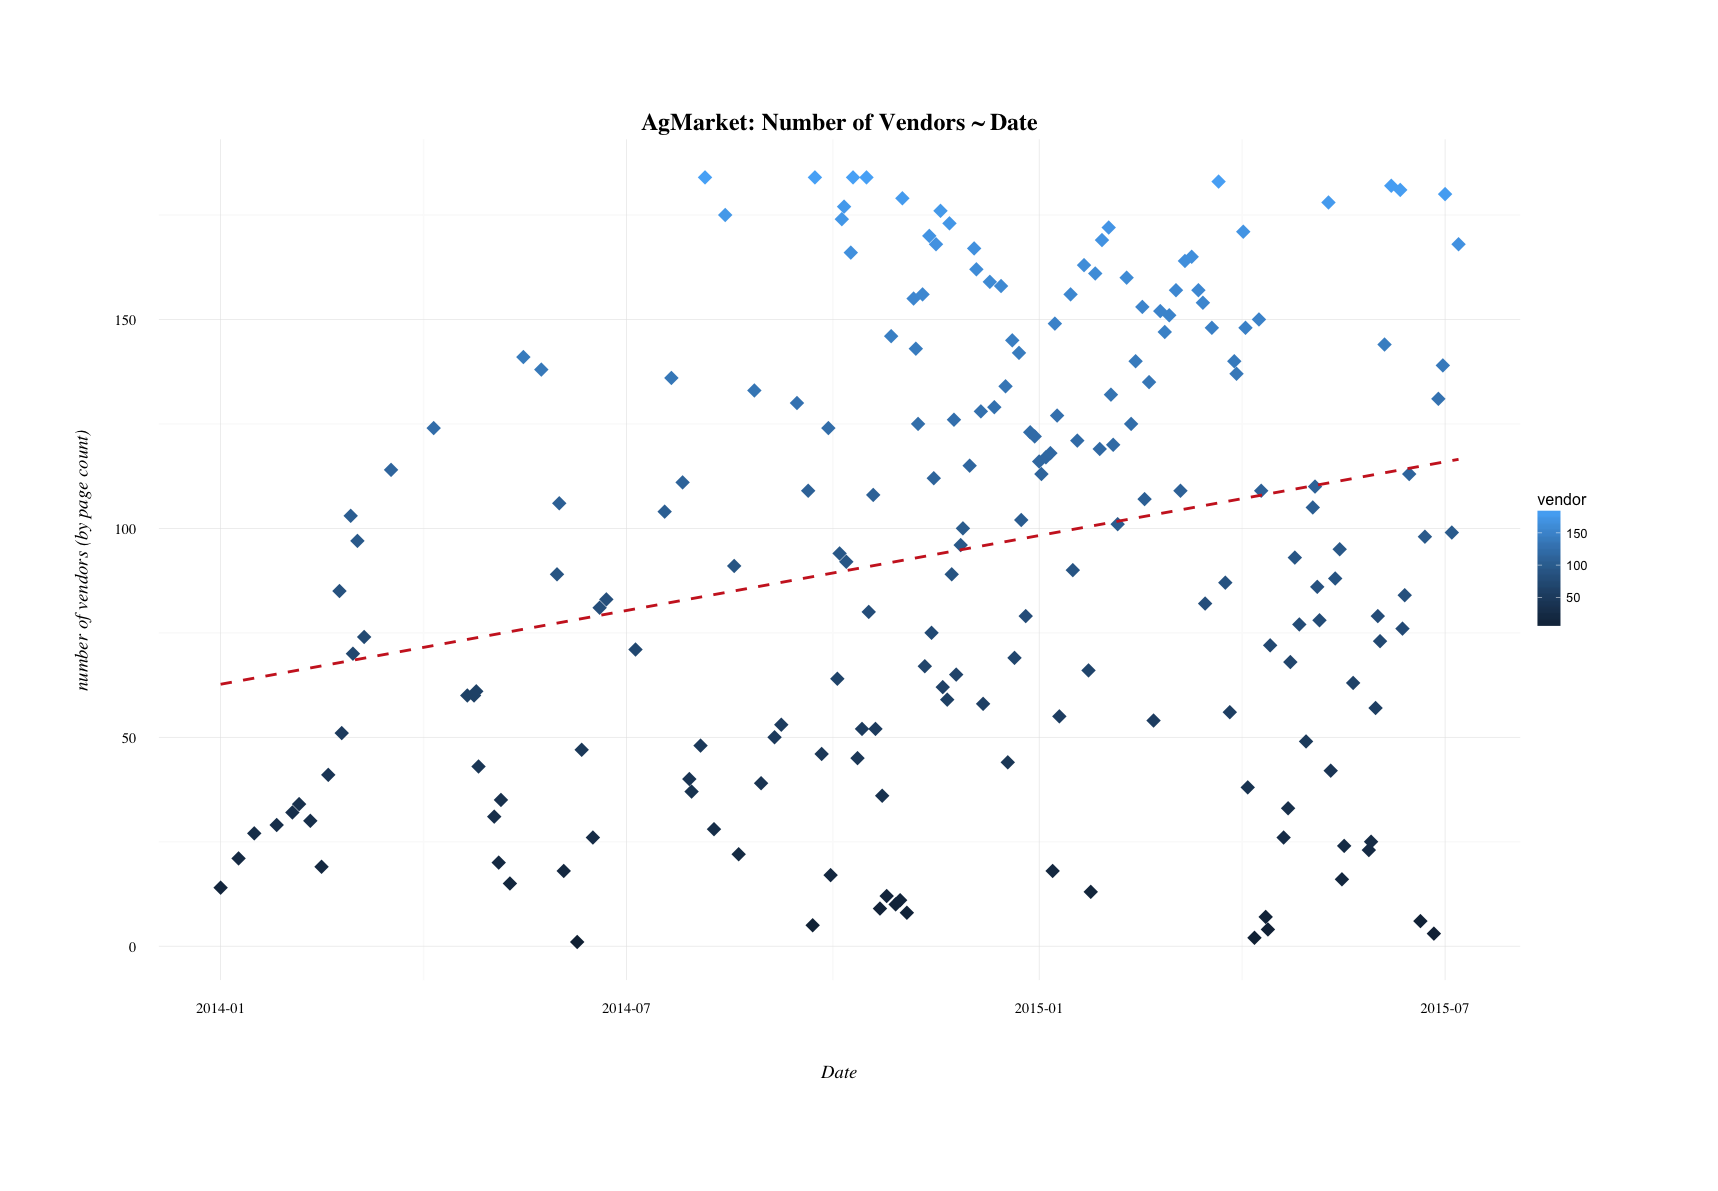 AgMarket: Number of Vendors ~ Date
number of vendors (by page count)
150
100
50
0
2014-01
2014-07
2015-01
2015-07
Date
vendor
150
100
50